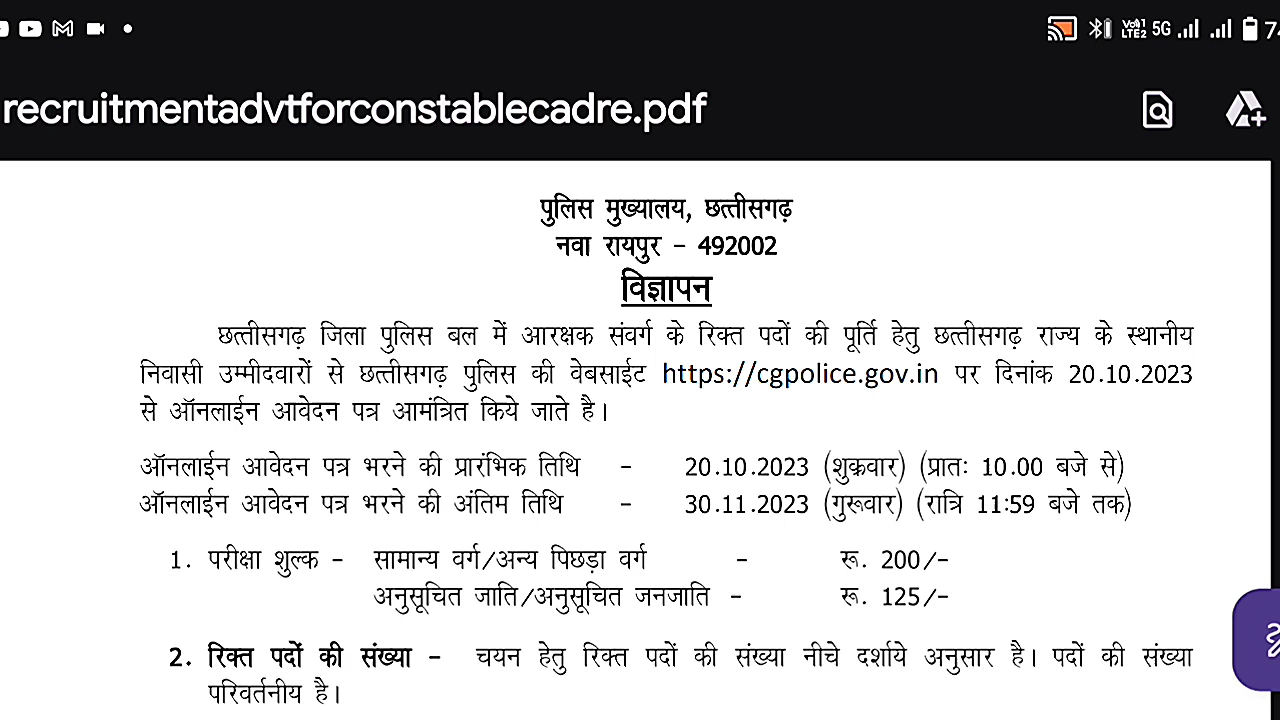 VoLTE1 LTE2 5G
recruitmentadvtforconstablecadre.pdf
पुलिस मुख्यालय, छत्तीसगढ़
नवा रायपुर – 492002
विज्ञापन
छत्तीसगढ़ जिला पुलिस बल में आरक्षक संवर्ग के रिक्त पदों की पूर्ति हेतु छत्तीसगढ़ राज्य के स्थानीय
निवासी उम्मीदवारों से छत्तीसगढ़ पुलिस की वेबसाईट https://cgpolice.gov.in पर दिनांक 20.10.2023
से ऑनलाईन आवेदन पत्र आमंत्रित किये जाते है।
ऑनलाईन आवेदन पत्र भरने की प्रारंभिक तिथि – 20.10.2023 (शुक्रवार) (प्रातः 10.00 बजे से)
ऑनलाईन आवेदन पत्र भरने की अंतिम तिथि – 30.11.2023 (गुरूवार) (रात्रि 11:59 बजे तक)
1. परीक्षा शुल्क – सामान्य वर्ग/अन्य पिछड़ा वर्ग – रू. 200/–
अनुसूचित जाति/अनुसूचित जनजाति – रू. 125/–
2. रिक्त पदों की संख्या – चयन हेतु रिक्त पदों की संख्या नीचे दर्शाये अनुसार है। पदों की संख्या
परिवर्तनीय है।